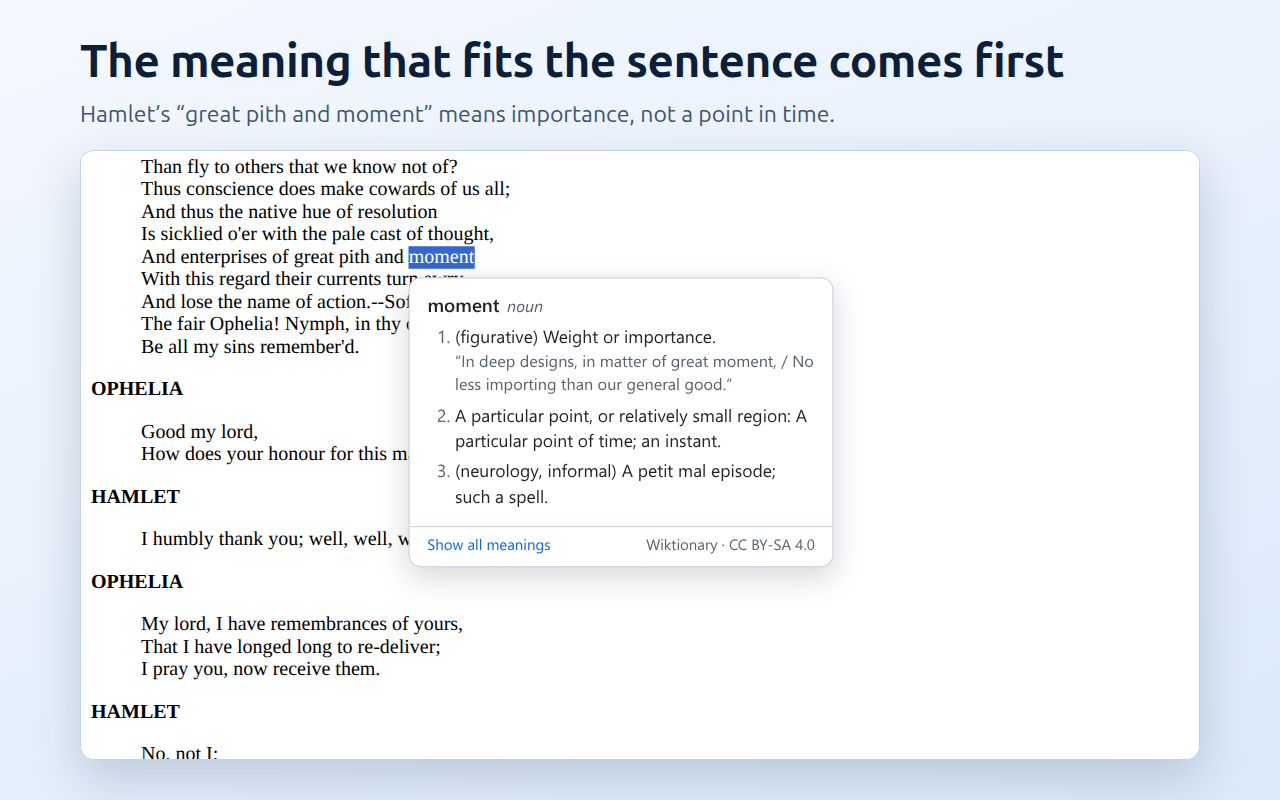 The meaning that fits the sentence comes first
Hamlet’s “great pith and moment” means importance, not a point in time.
Than fly to others that we know not of?
Thus conscience does make cowards of us all;
And thus the native hue of resolution
Is sicklied o'er with the pale cast of thought,
And enterprises of great pith and moment
With this regard their currents turn
And lose the name of action.--Sof
The fair Ophelia! Nymph, in thy
Be all my sins remember'd.
moment noun
1. (figurative) Weight or importance.
“In deep designs, in matter of great moment, / No
less importing than our general good.”
2. A particular point, or relatively small region: A
particular point of time; an instant.
3. (neurology, informal) A petit mal episode;
such a spell.
Show all meanings
Wiktionary · CC BY-SA 4.0
OPHELIA
Good my lord,
How does your honour for this
HAMLET
I humbly thank you; well, well,
OPHELIA
My lord, I have remembrances of yours,
That I have longed long to re-deliver;
I pray you, now receive them.
HAMLET
No, not I;